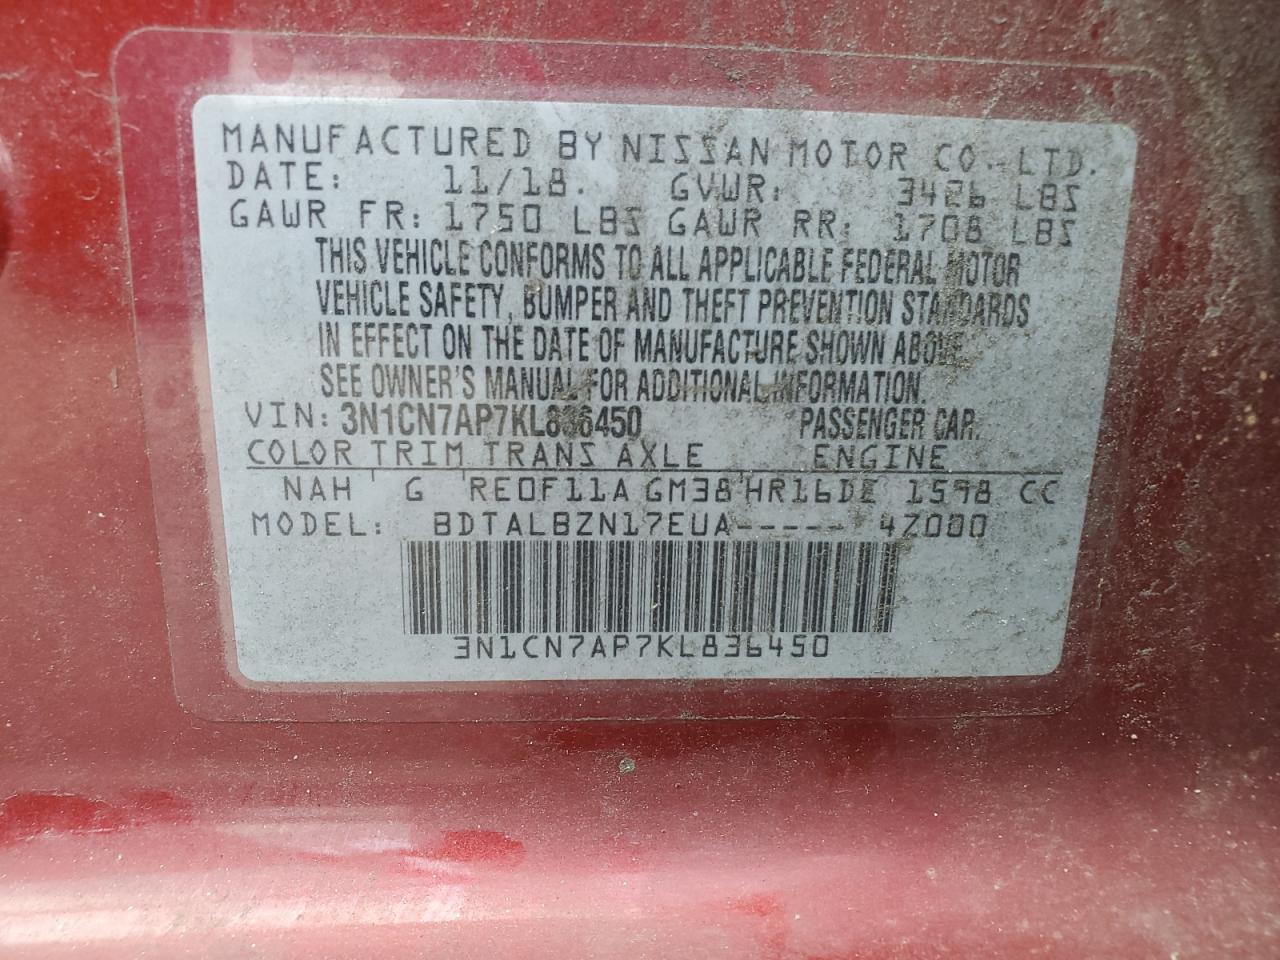 MANUFACTURED BY NISSAN MOTOR CO. LTD.
DATE: 11/18. GVWR: 3426 LBS
GAWR FR: 1750 LBS GAWR RR: 1708 LBS
THIS VEHICLE CONFORMS TO ALL APPLICABLE FEDERAL MOTOR
VEHICLE SAFETY, BUMPER AND THEFT PREVENTION STANDARDS
IN EFFECT ON THE DATE OF MANUFACTURE SHOWN ABOVE.
SEE OWNER'S MANUAL FOR ADDITIONAL INFORMATION.
VIN: 3N1CN7AP7KL836450 PASSENGER CAR.
COLOR TRIM TRANS AXLE ENGINE
NAH G RE0F11A GM38 HR16DE 1598 CC
MODEL: BDTALBZN17EUA----- 4Z000
3N1CN7AP7KL836450